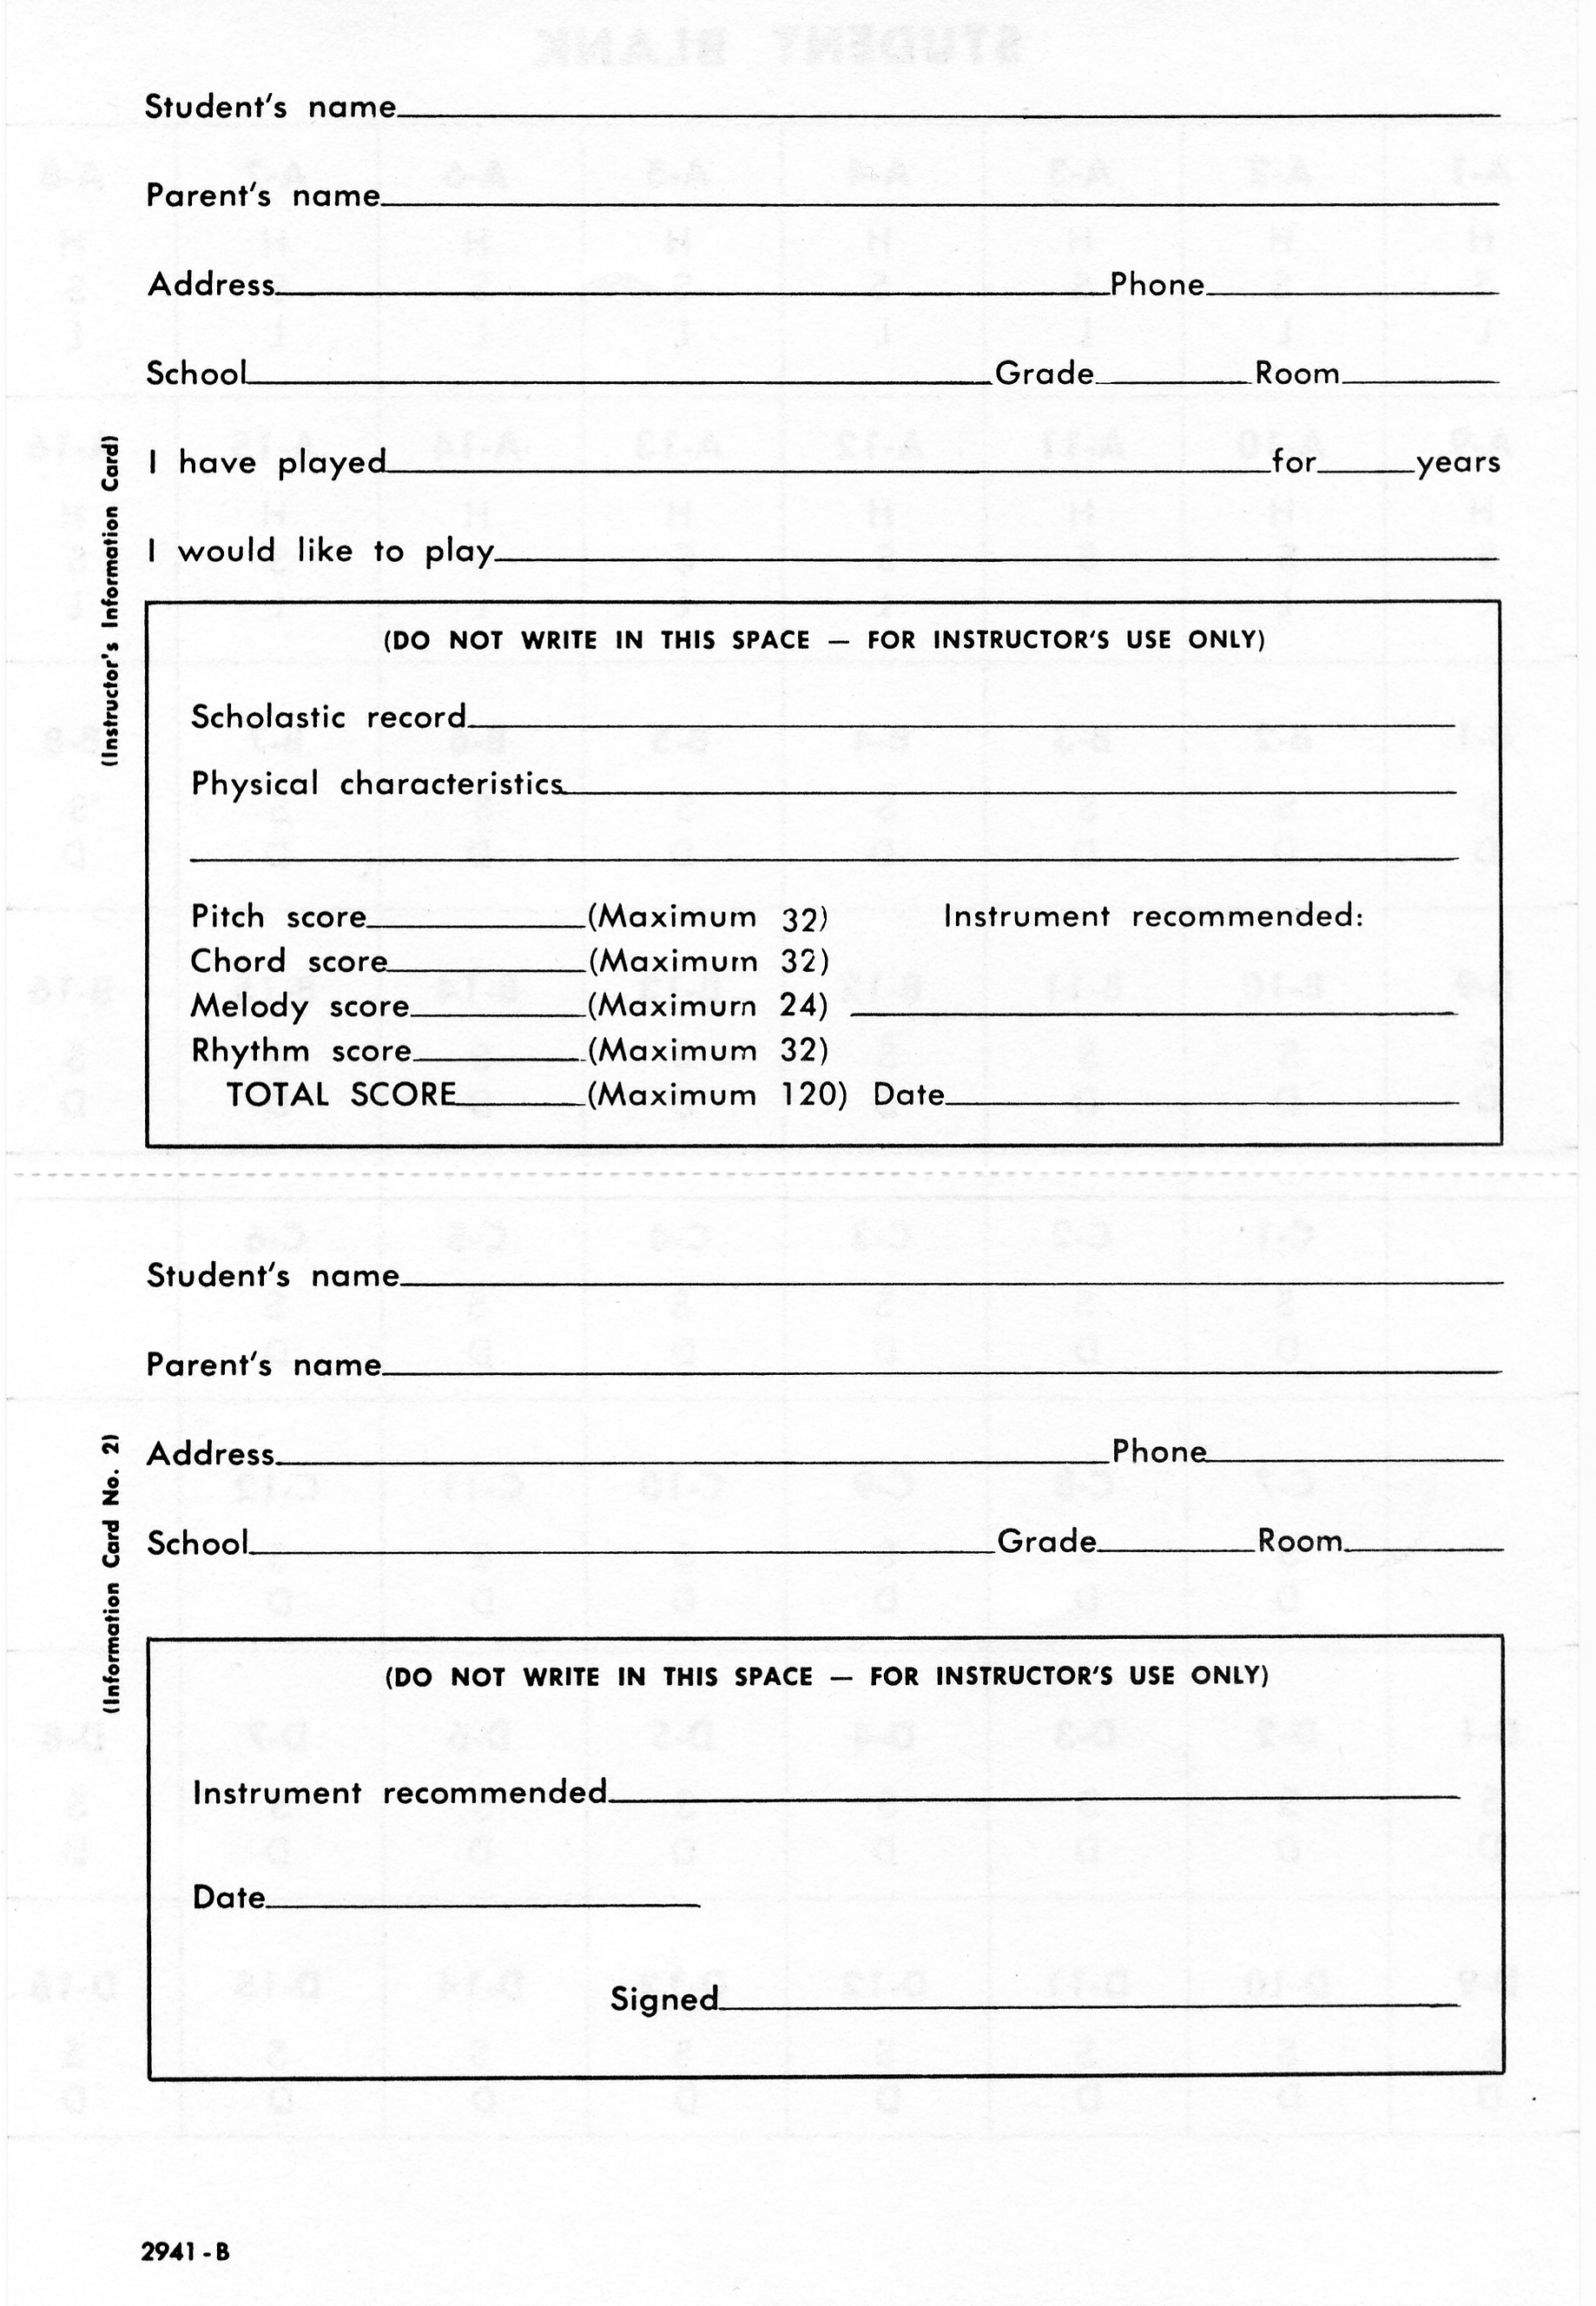 Student's name
Parent's name
Address Phone
School Grade Room
I have played for years
I would like to play
(Instructor's Information Card)
(DO NOT WRITE IN THIS SPACE — FOR INSTRUCTOR'S USE ONLY)
Scholastic record
Physical characteristics
Pitch score (Maximum 32) Instrument recommended:
Chord score (Maximum 32)
Melody score (Maximum 24)
Rhythm score (Maximum 32)
TOTAL SCORE (Maximum 120) Date
Student's name
Parent's name
Address Phone
School Grade Room
(Information Card No. 2)
(DO NOT WRITE IN THIS SPACE — FOR INSTRUCTOR'S USE ONLY)
Instrument recommended
Date
Signed
2941-B